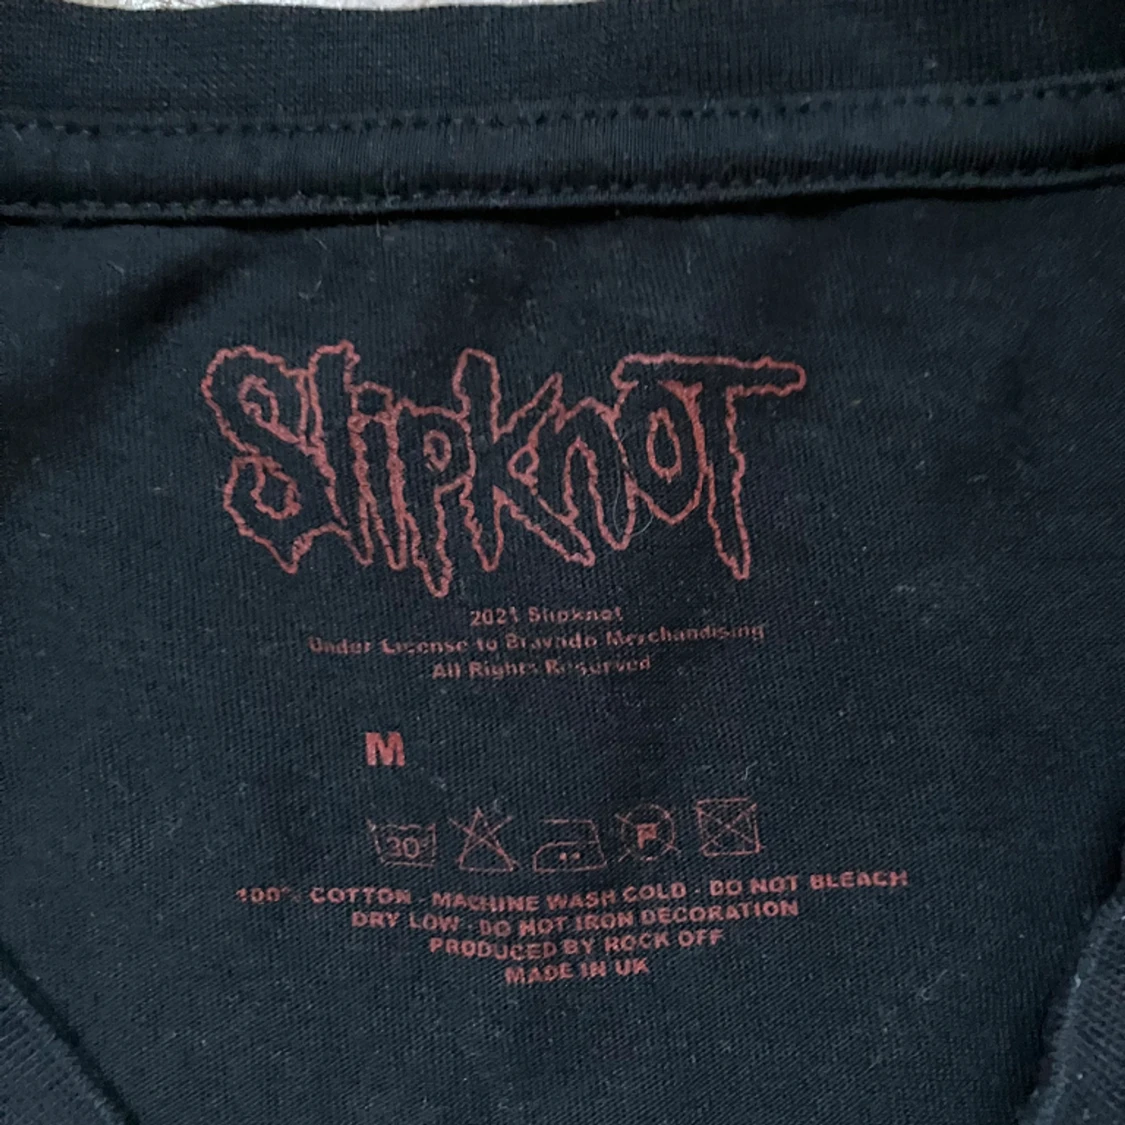 SlipknoT
2021 Slipknot
Under License to Bravado Merchandising
All Rights Reserved
M
30° P
100% COTTON - MACHINE WASH COLD - DO NOT BLEACH
DRY LOW - DO NOT IRON DECORATION
PRODUCED BY ROCK OFF
MADE IN UK